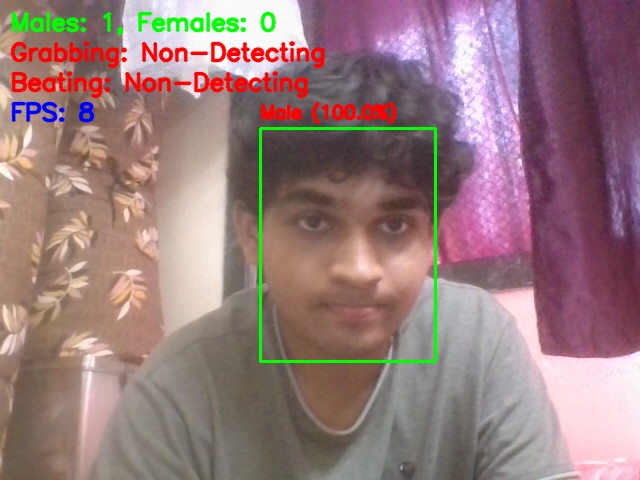 Males: 1, Females: 0
Grabbing: Non-Detecting
Beating: Non-Detecting
FPS: 8
Male (100.0%)